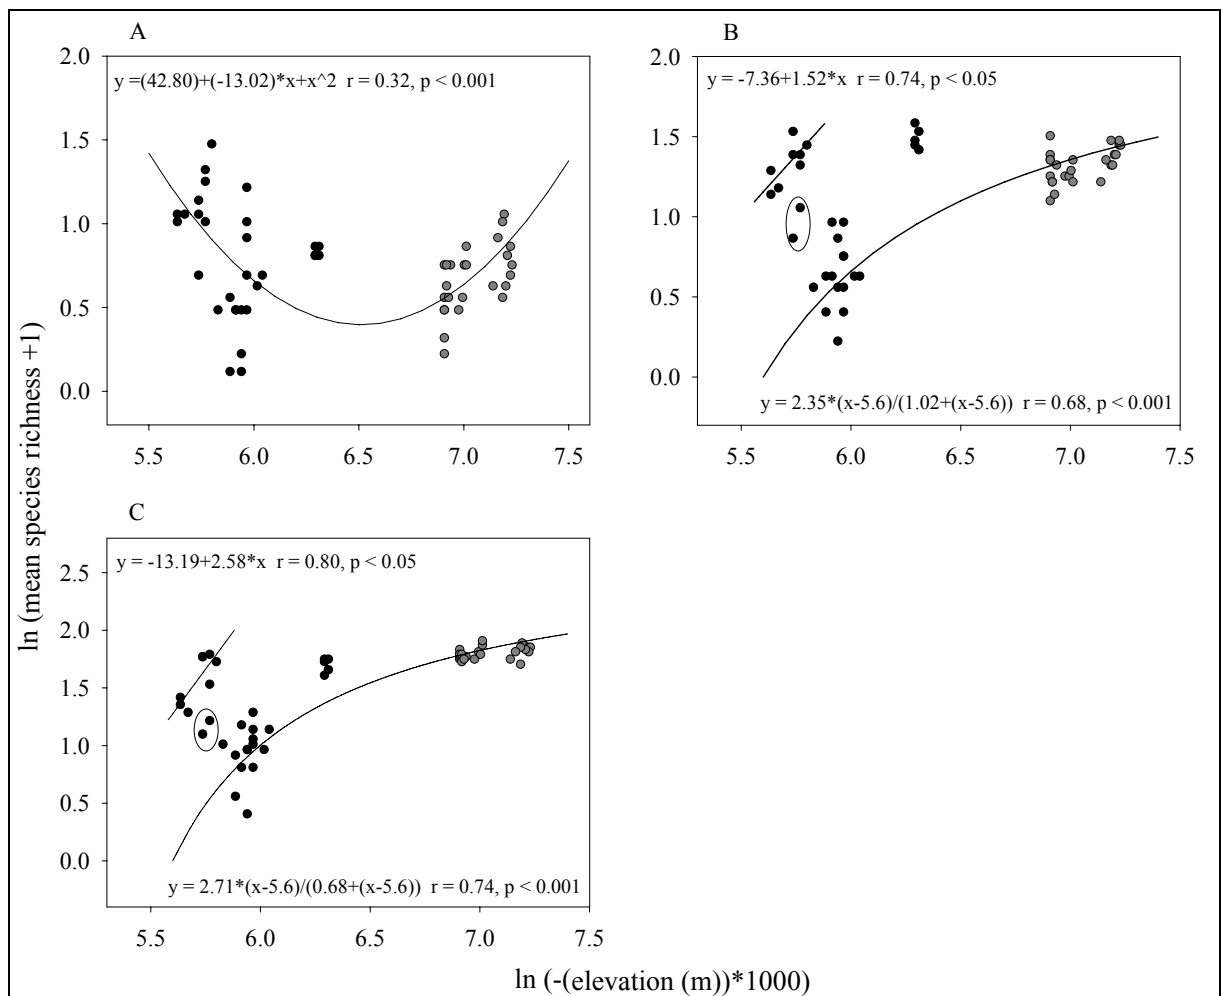 A
y =(42.80)+(-13.02)*x+x^2 r = 0.32, p < 0.001
2.0
1.5
1.0
0.5
0.0
5.5 6.0 6.5 7.0 7.5
B
y = -7.36+1.52*x r = 0.74, p < 0.05
2.0
1.5
1.0
0.5
0.0
y = 2.35*(x-5.6)/(1.02+(x-5.6)) r = 0.68, p < 0.001
5.5 6.0 6.5 7.0 7.5
C
y = -13.19+2.58*x r = 0.80, p < 0.05
2.5
2.0
1.5
1.0
0.5
0.0
y = 2.71*(x-5.6)/(0.68+(x-5.6)) r = 0.74, p < 0.001
5.5 6.0 6.5 7.0 7.5
ln (mean species richness +1)
ln (-(elevation (m))*1000)